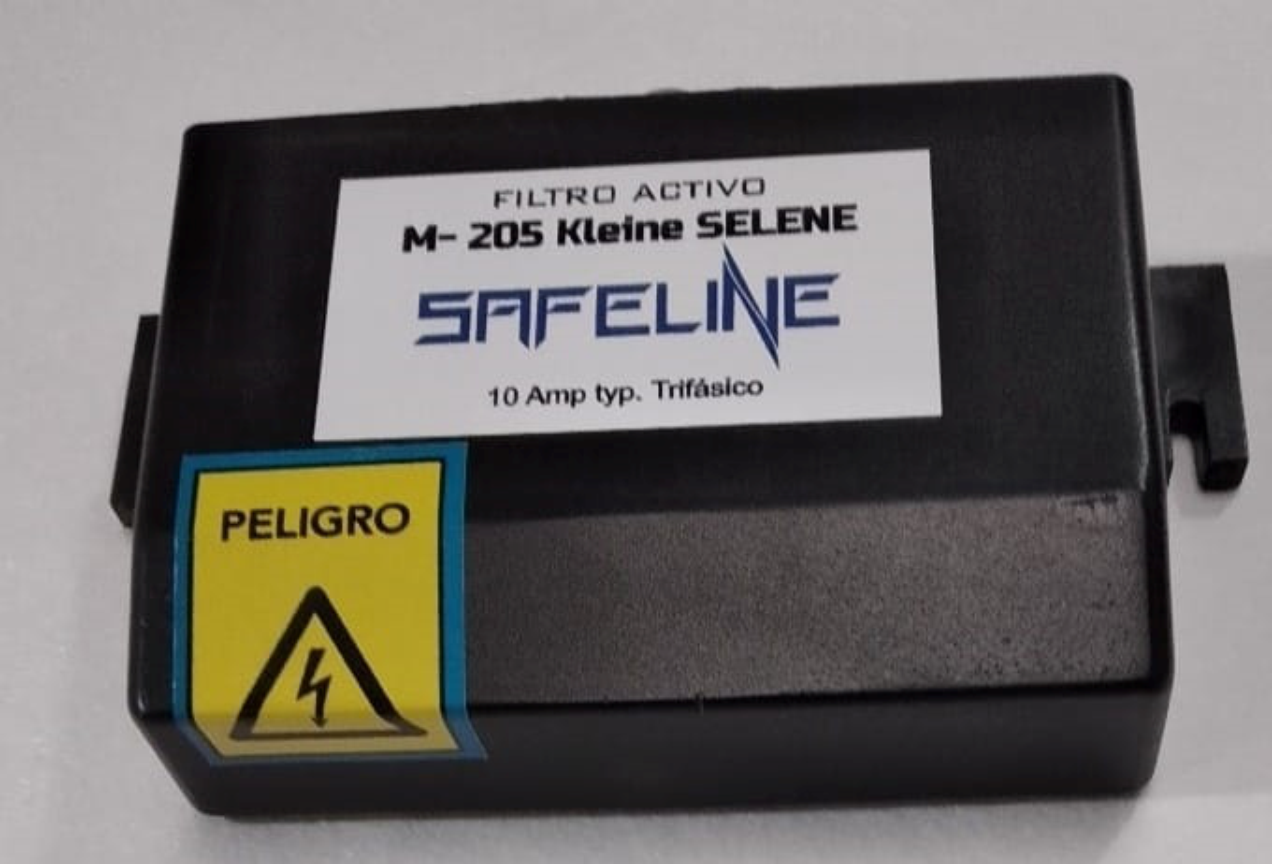 FILTRO ACTIVO
M- 205 Kleine SELENE
SAFELINE
10 Amp typ. Trifásico
PELIGRO